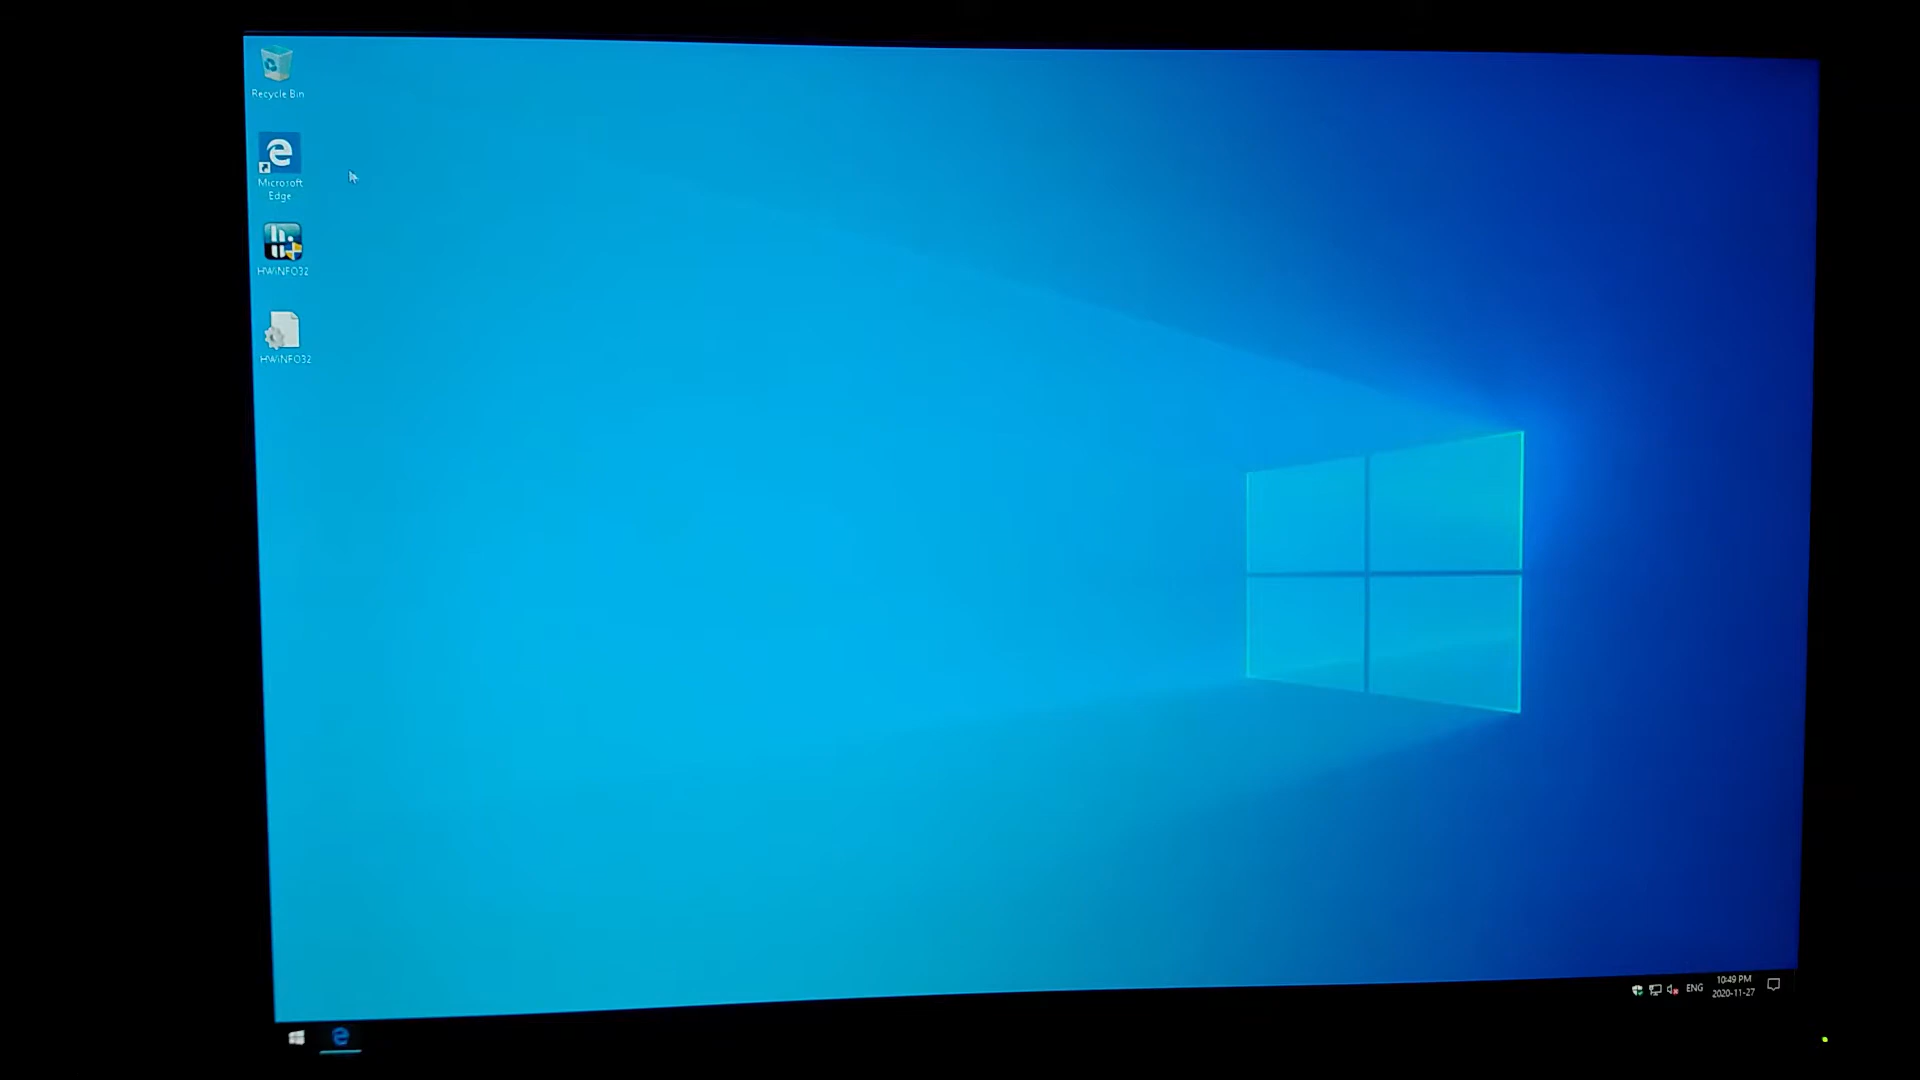 Recycle Bin
Microsoft
Edge
HWiNFO32
HWiNFO32
ENG
10:49 PM
2020-11-27